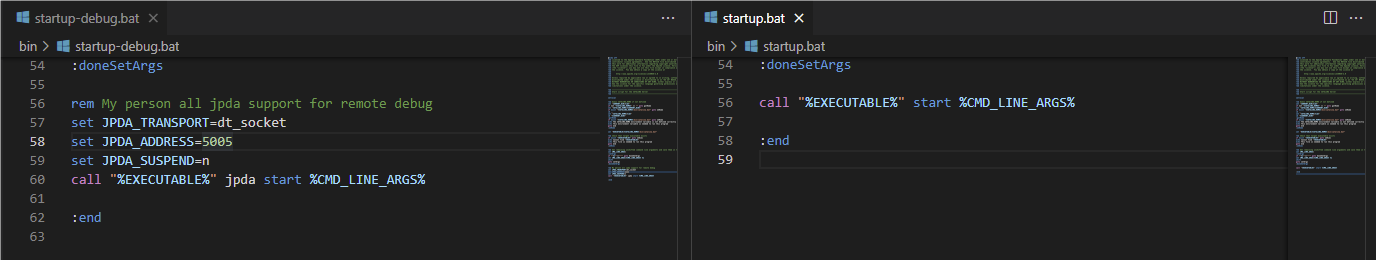 startup-debug.bat
bin > startup-debug.bat
54 :doneSetArgs
55
56 rem My person all jpda support for remote debug
57 set JPDA_TRANSPORT=dt_socket
58 set JPDA_ADDRESS=5005
59 set JPDA_SUSPEND=n
60 call "%EXECUTABLE%" jpda start %CMD_LINE_ARGS%
61
62 :end
63
startup.bat
bin > startup.bat
54 :doneSetArgs
55
56 call "%EXECUTABLE%" start %CMD_LINE_ARGS%
57
58 :end
59